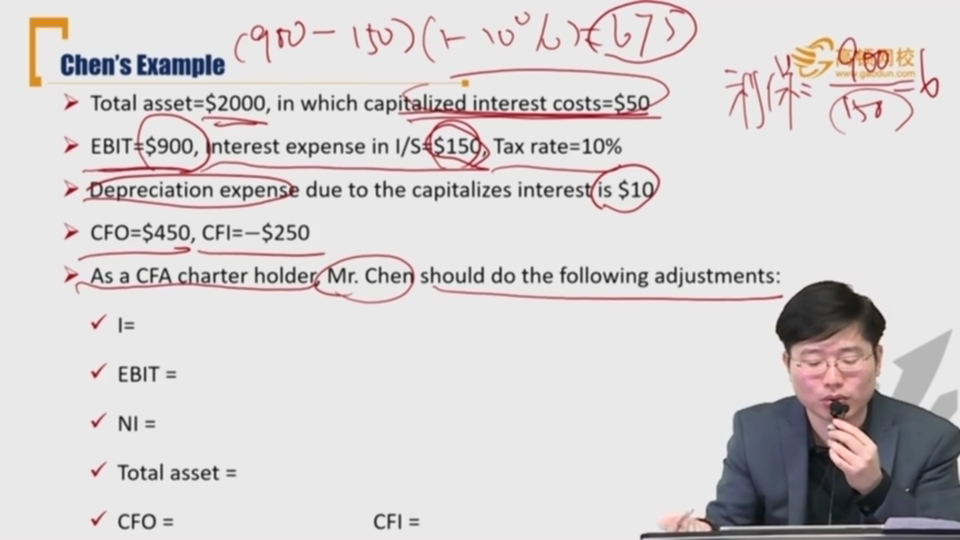 (900-150)(1-10%)=675
Chen's Example
高顿网校
www.gaodun.com
利保=900/(150)=6
Total asset=$2000, in which capitalized interest costs=$50
EBIT=$900, Interest expense in I/S=$150, Tax rate=10%
Depreciation expense due to the capitalizes interest is $10
CFO=$450, CFI=−$250
As a CFA charter holder, Mr. Chen should do the following adjustments:
I=
EBIT =
NI =
Total asset =
CFO = CFI =